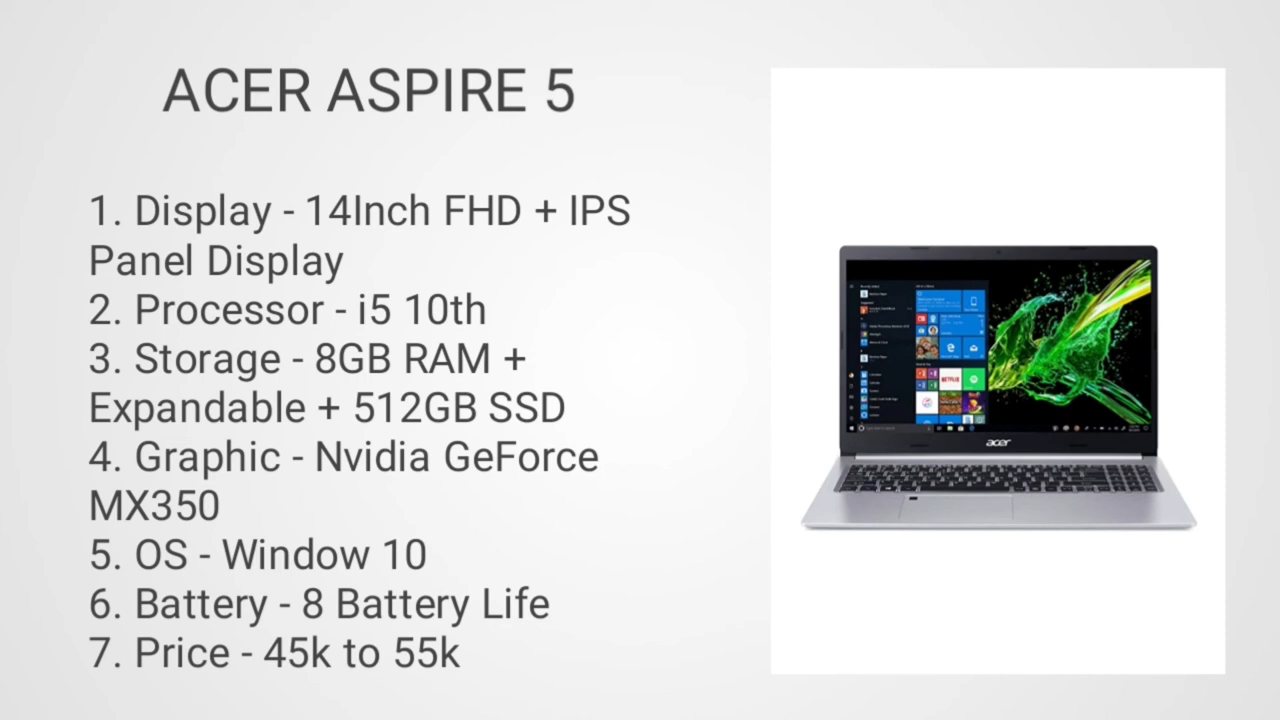 ACER ASPIRE 5
1. Display - 14Inch FHD + IPS
Panel Display
2. Processor - i5 10th
3. Storage - 8GB RAM +
Expandable + 512GB SSD
4. Graphic - Nvidia GeForce
MX350
5. OS - Window 10
6. Battery - 8 Battery Life
7. Price - 45k to 55k
NETFLIX
acer